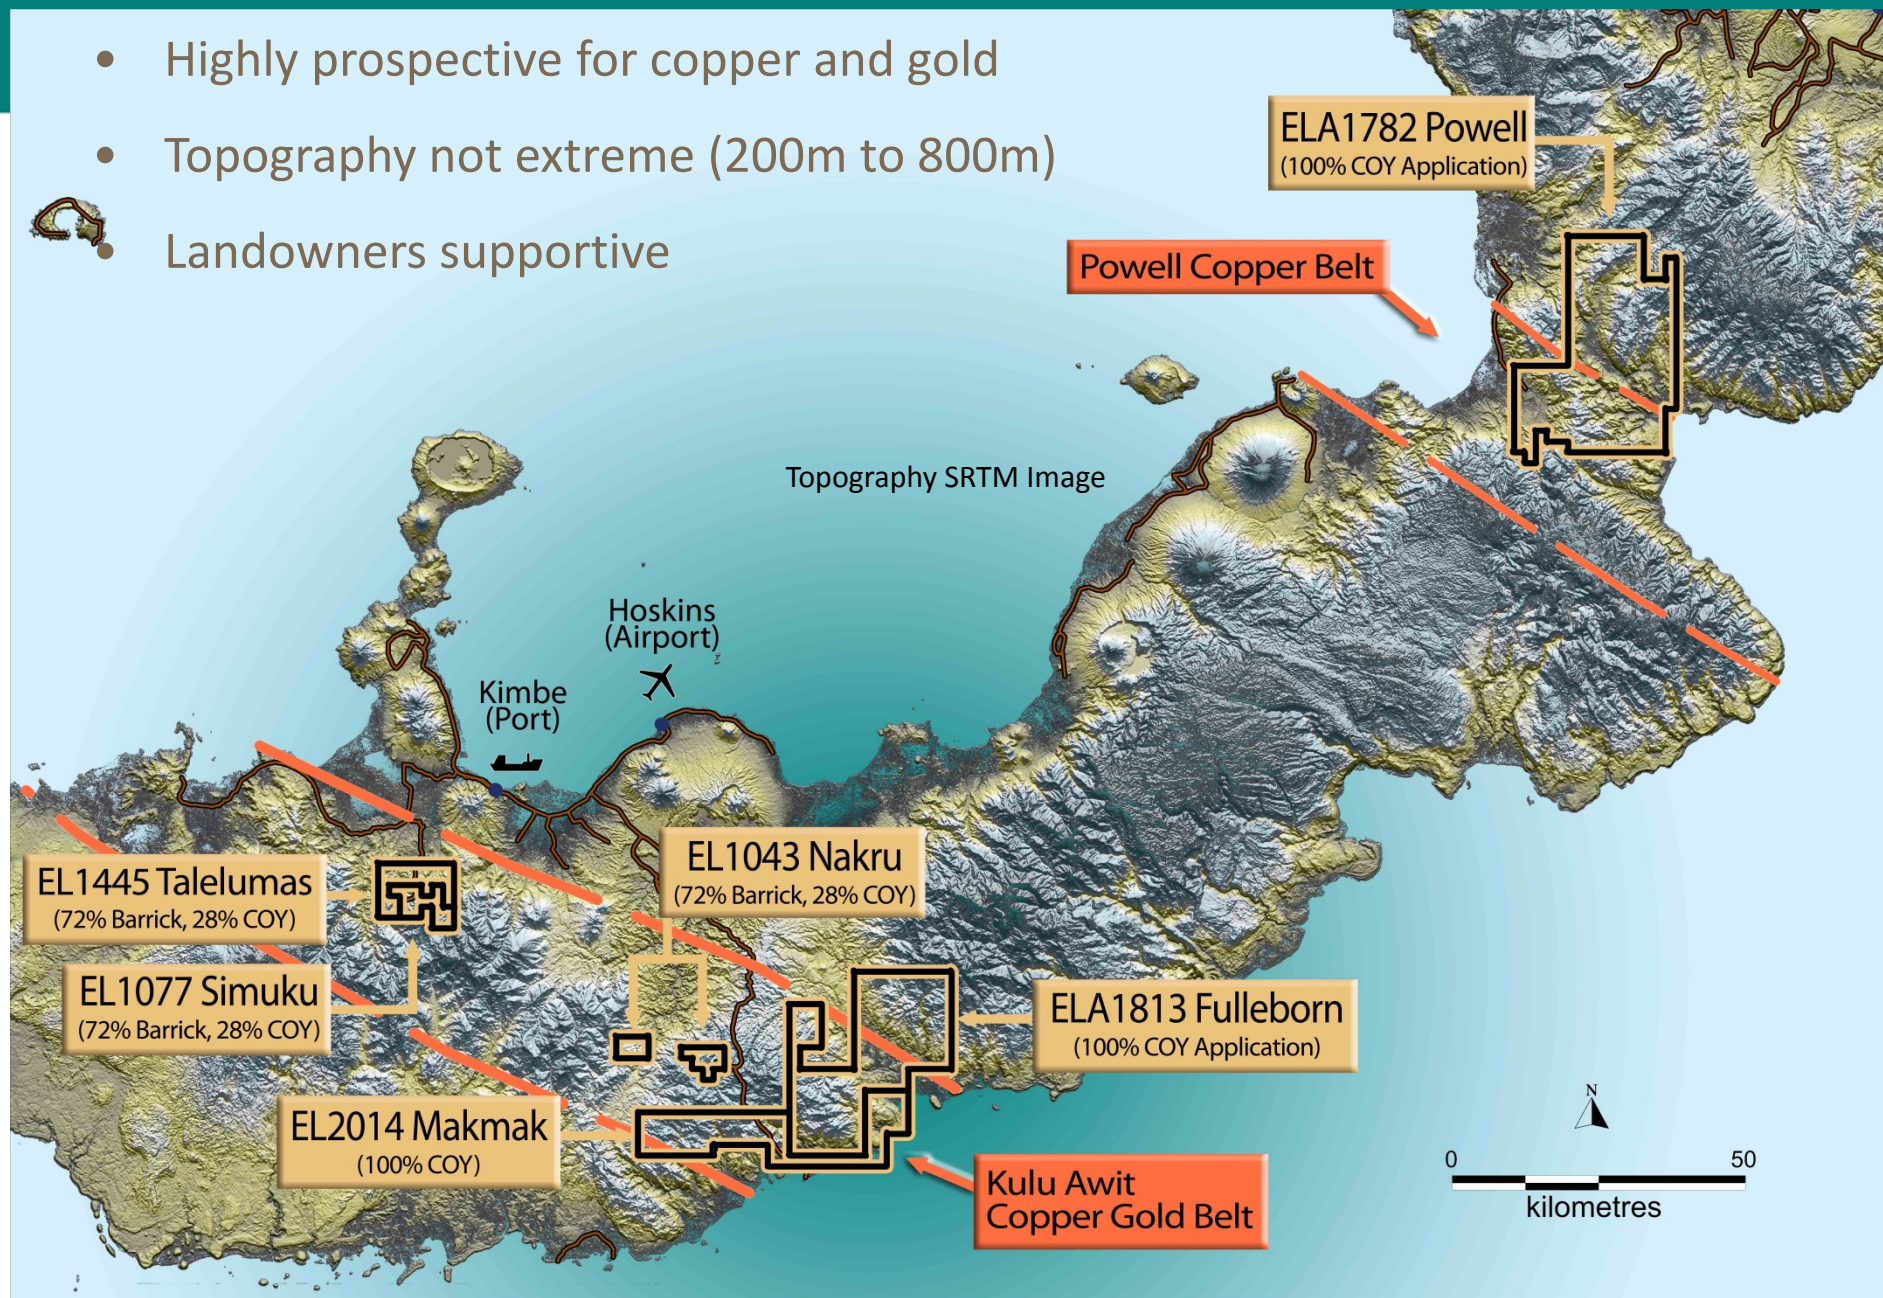 • Highly prospective for copper and gold
• Topography not extreme (200m to 800m)
• Landowners supportive
ELA1782 Powell
(100% COY Application)
Powell Copper Belt
Topography SRTM Image
Hoskins
(Airport)
Kimbe
(Port)
EL1043 Nakru
(72% Barrick, 28% COY)
EL1445 Talelumas
(72% Barrick, 28% COY)
EL1077 Simuku
(72% Barrick, 28% COY)
ELA1813 Fulleborn
(100% COY Application)
EL2014 Makmak
(100% COY)
Kulu Awit
Copper Gold Belt
N
0 50
kilometres